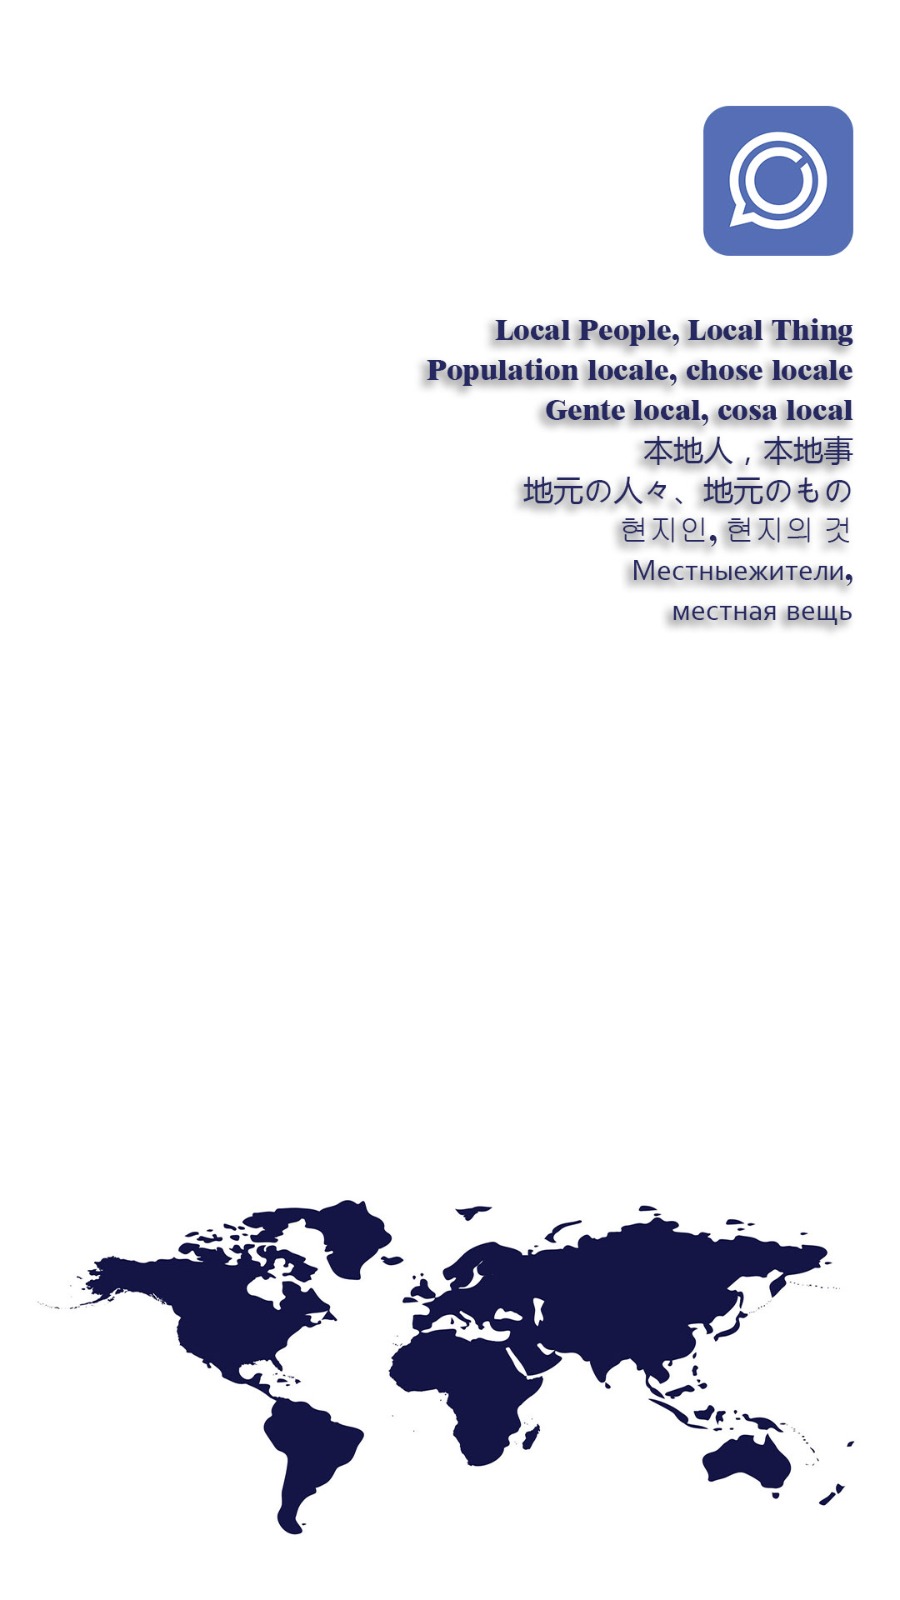 Local People, Local Thing
Population locale, chose locale
Gente local, cosa local
本地人，本地事
地元の人々、地元のもの
현지인, 현지의 것
Местныежители,
местная вещь